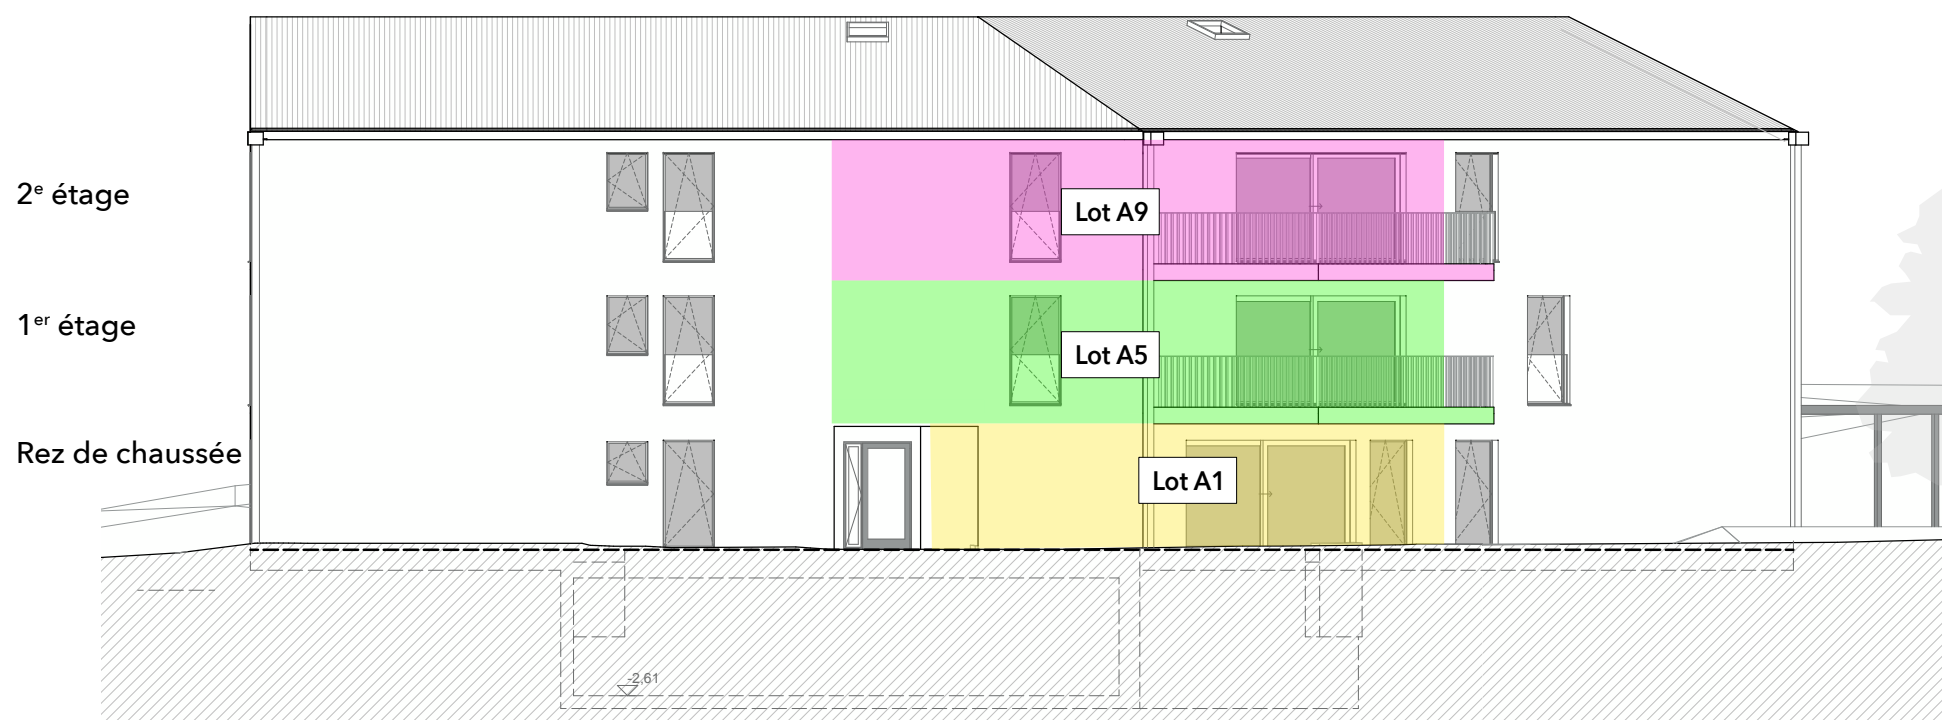 2e étage
Lot A9
1er étage
Lot A5
Rez de chaussée
Lot A1
-2,61